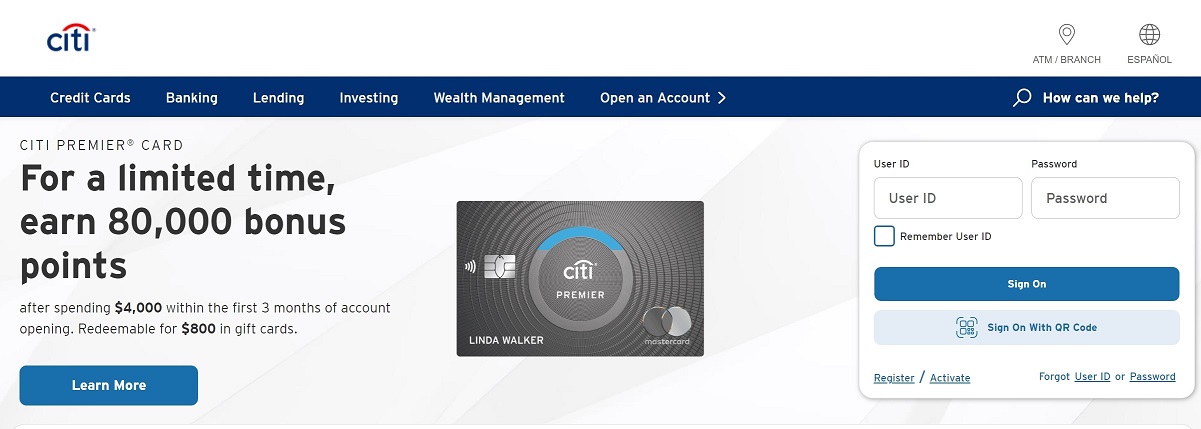 citi
ATM / BRANCH
ESPAÑOL
Credit Cards
Banking
Lending
Investing
Wealth Management
Open an Account
How can we help?
CITI PREMIER® CARD
For a limited time,
earn 80,000 bonus
points
after spending $4,000 within the first 3 months of account
opening. Redeemable for $800 in gift cards.
Learn More
citi
PREMIER
LINDA WALKER
mastercard
User ID
Password
User ID
Password
Remember User ID
Sign On
Sign On With QR Code
Register / Activate
Forgot User ID or Password